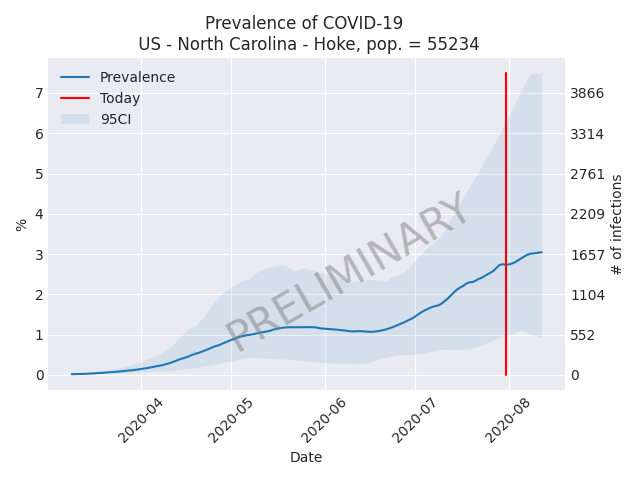 Prevalence of COVID-19
US - North Carolina - Hoke, pop. = 55234
Prevalence
Today
95CI
7
6
5
4
3
2
1
0
%
3866
3314
2761
2209
1657
1104
552
0
# of infections
PRELIMINARY
2020-04
2020-05
2020-06
2020-07
2020-08
Date